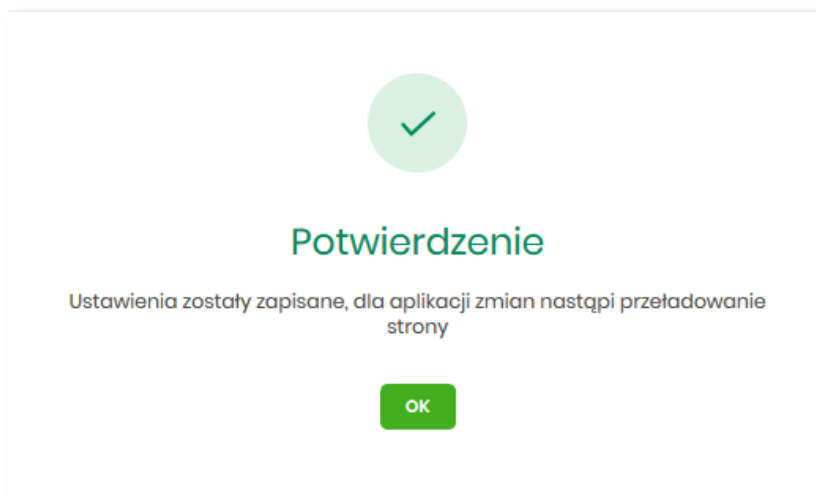 Potwierdzenie
Ustawienia zostały zapisane, dla aplikacji zmian nastąpi przeładowanie
strony
OK